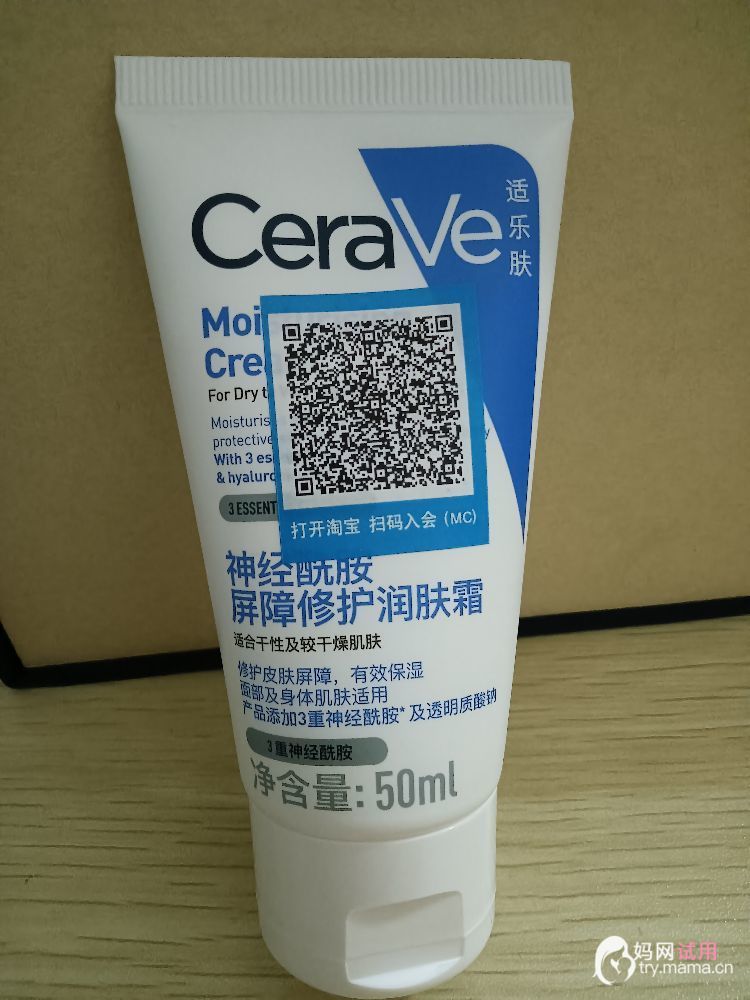 CeraVe
适乐肤
Moi
Cre
For Dry t
Moisturis
protective
With 3 es
& hyaluro
3 ESSENT
打开淘宝 扫码入会 (MC)
神经酰胺
屏障修护润肤霜
适合干性及较干燥肌肤
修护皮肤屏障，有效保湿
面部及身体肌肤适用
产品添加3重神经酰胺*及透明质酸钠
3重神经酰胺
净含量: 50ml
妈网试用
try.mama.cn